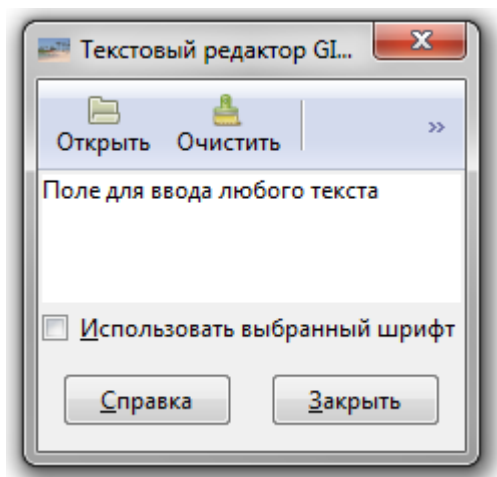 Текстовый редактор GI...
Открыть Очистить »
Поле для ввода любого текста
Использовать выбранный шрифт
Справка Закрыть